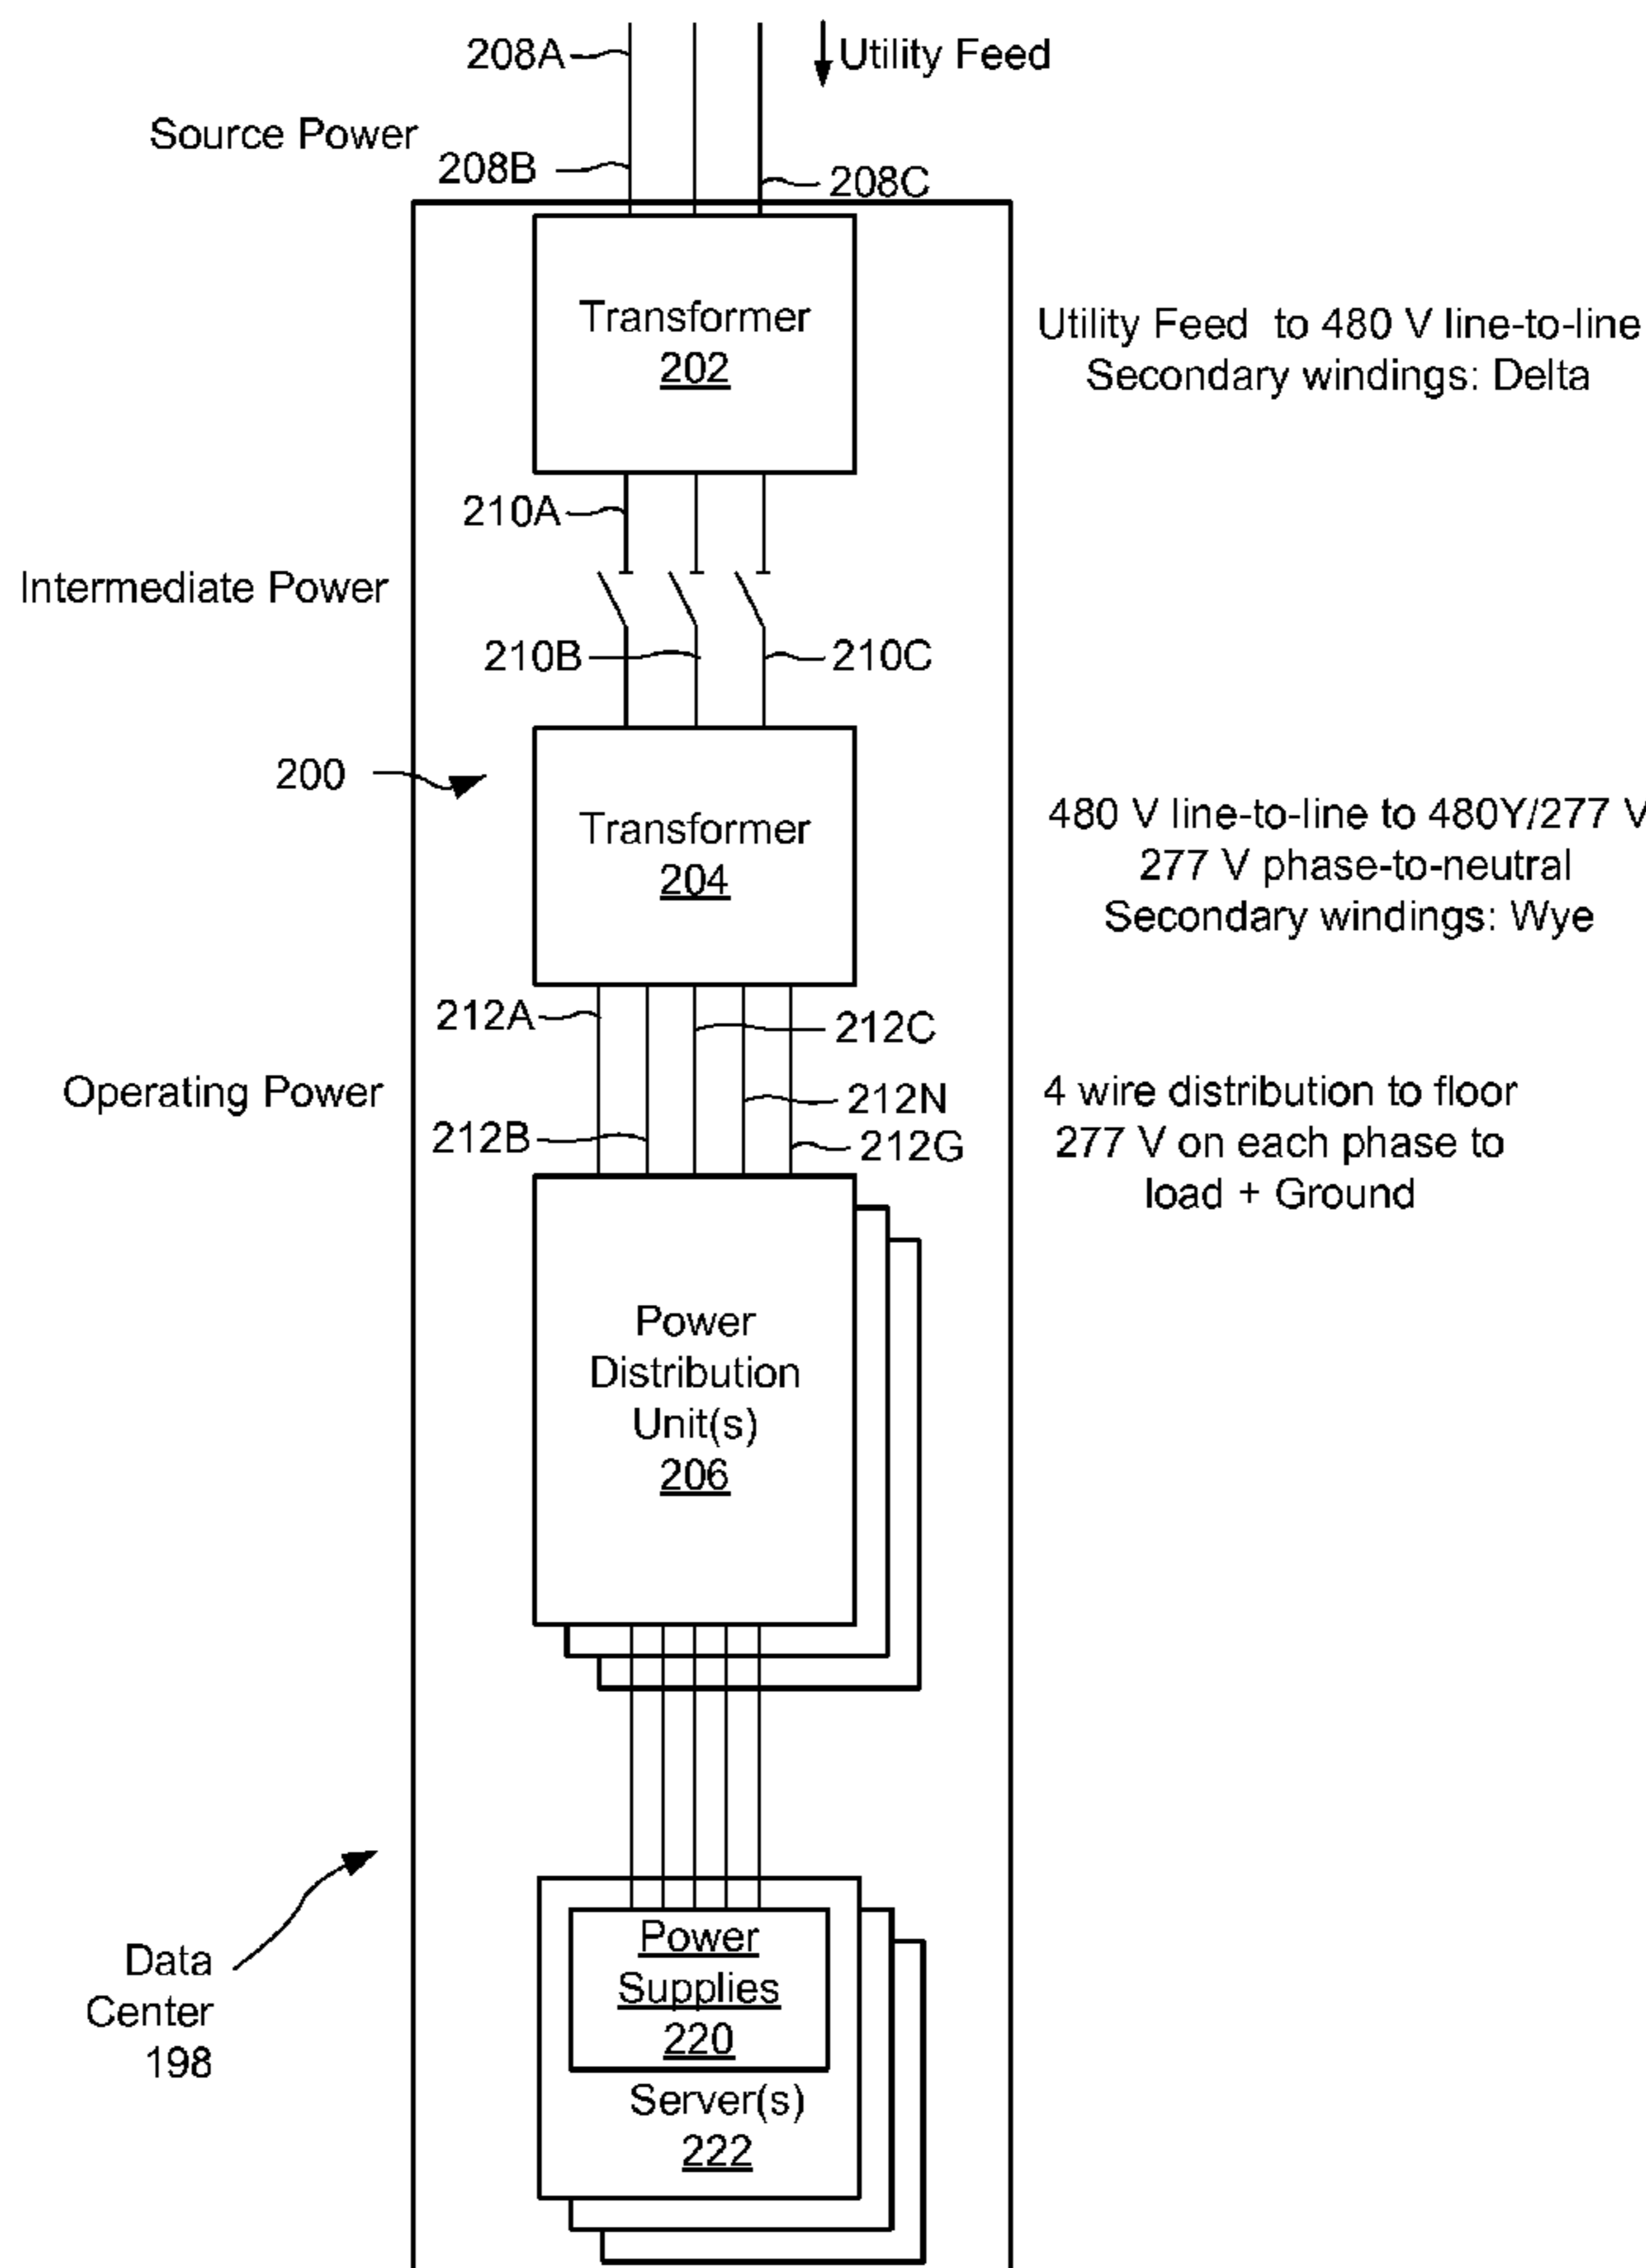 208A
Utility Feed
Source Power
208B
208C
Transformer
202
Utility Feed to 480 V line-to-line
Secondary windings: Delta
210A
Intermediate Power
210B
210C
200
Transformer
204
480 V line-to-line to 480Y/277 V
277 V phase-to-neutral
Secondary windings: Wye
212A
212C
Operating Power
212N
212B
212G
4 wire distribution to floor
277 V on each phase to
load + Ground
Power
Distribution
Unit(s)
206
Data
Center
198
Power
Supplies
220
Server(s)
222